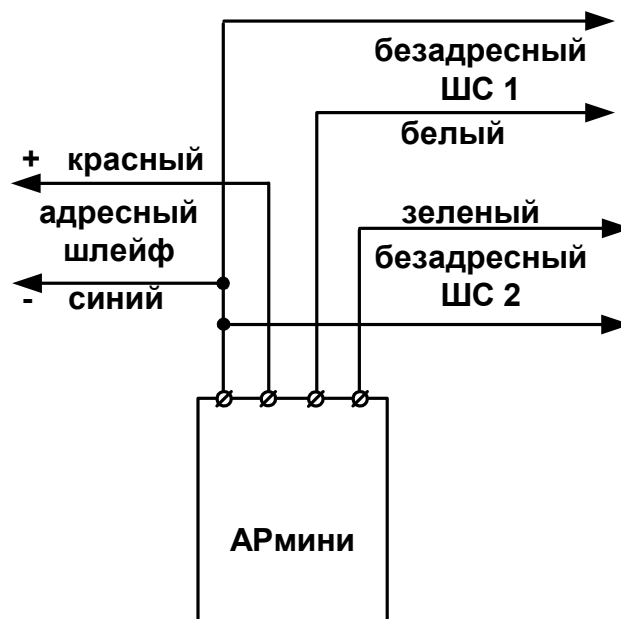 безадресный
ШС 1
белый
+ красный
адресный
шлейф
- синий
зеленый
безадресный
ШС 2
АРмини